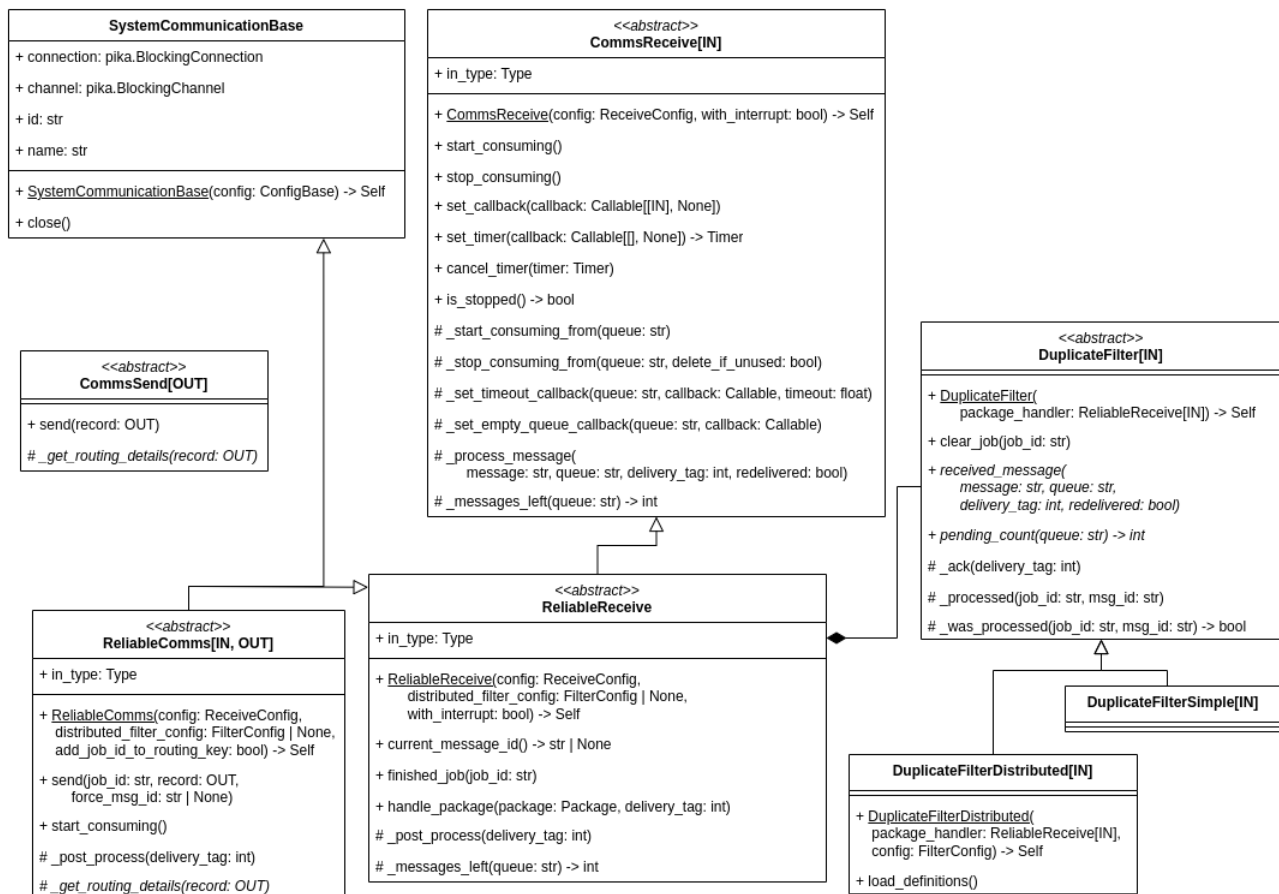 SystemCommunicationBase
+ connection: pika.BlockingConnection
+ channel: pika.BlockingChannel
+ id: str
+ name: str
+ SystemCommunicationBase(config: ConfigBase) -> Self
+ close()
<<abstract>>
CommsReceive[IN]
+ in_type: Type
+ CommsReceive(config: ReceiveConfig, with_interrupt: bool) -> Self
+ start_consuming()
+ stop_consuming()
+ set_callback(callback: Callable[[IN], None])
+ set_timer(callback: Callable[[], None]) -> Timer
+ cancel_timer(timer: Timer)
+ is_stopped() -> bool
# _start_consuming_from(queue: str)
# _stop_consuming_from(queue: str, delete_if_unused: bool)
# _set_timeout_callback(queue: str, callback: Callable, timeout: float)
# _set_empty_queue_callback(queue: str, callback: Callable)
# _process_message(
message: str, queue: str, delivery_tag: int, redelivered: bool)
# _messages_left(queue: str) -> int
<<abstract>>
CommsSend[OUT]
+ send(record: OUT)
# _get_routing_details(record: OUT)
<<abstract>>
DuplicateFilter[IN]
+ DuplicateFilter(
package_handler: ReliableReceive[IN]) -> Self
+ clear_job(job_id: str)
+ received_message(
message: str, queue: str,
delivery_tag: int, redelivered: bool)
+ pending_count(queue: str) -> int
# _ack(delivery_tag: int)
# _processed(job_id: str, msg_id: str)
# _was_processed(job_id: str, msg_id: str) -> bool
<<abstract>>
ReliableComms[IN, OUT]
+ in_type: Type
+ ReliableComms(config: ReceiveConfig,
distributed_filter_config: FilterConfig | None,
add_job_id_to_routing_key: bool) -> Self
+ send(job_id: str, record: OUT,
force_msg_id: str | None)
+ start_consuming()
# _post_process(delivery_tag: int)
# _get_routing_details(record: OUT)
<<abstract>>
ReliableReceive
+ in_type: Type
+ ReliableReceive(config: ReceiveConfig,
distributed_filter_config: FilterConfig | None,
with_interrupt: bool) -> Self
+ current_message_id() -> str | None
+ finished_job(job_id: str)
+ handle_package(package: Package, delivery_tag: int)
# _post_process(delivery_tag: int)
# _messages_left(queue: str) -> int
DuplicateFilterSimple[IN]
DuplicateFilterDistributed[IN]
+ DuplicateFilterDistributed(
package_handler: ReliableReceive[IN],
config: FilterConfig) -> Self
+ load_definitions()